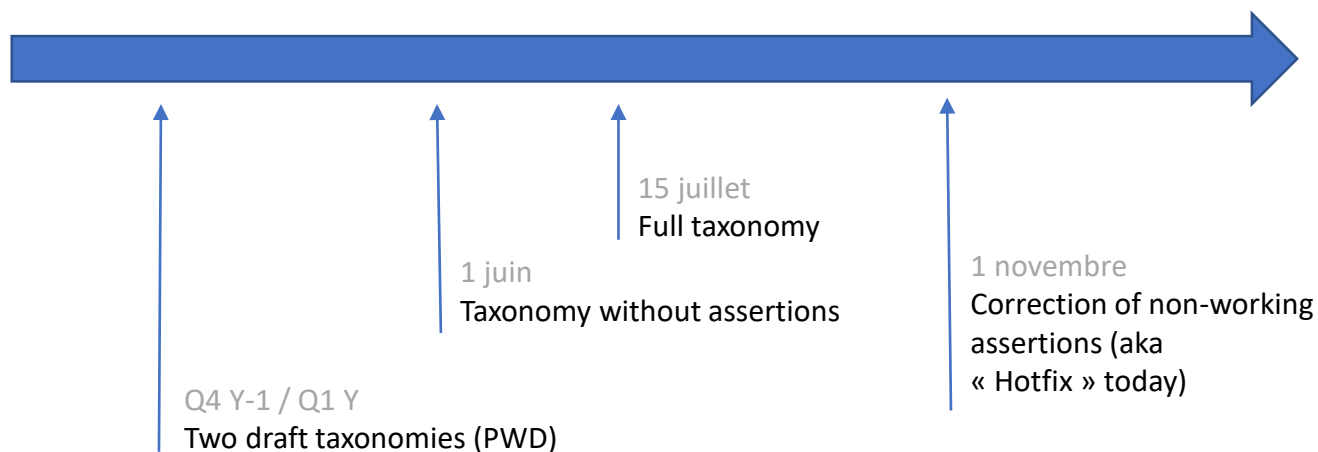 15 juillet
Full taxonomy
1 juin
Taxonomy without assertions
1 novembre
Correction of non-working
assertions (aka
« Hotfix » today)
Q4 Y-1 / Q1 Y
Two draft taxonomies (PWD)